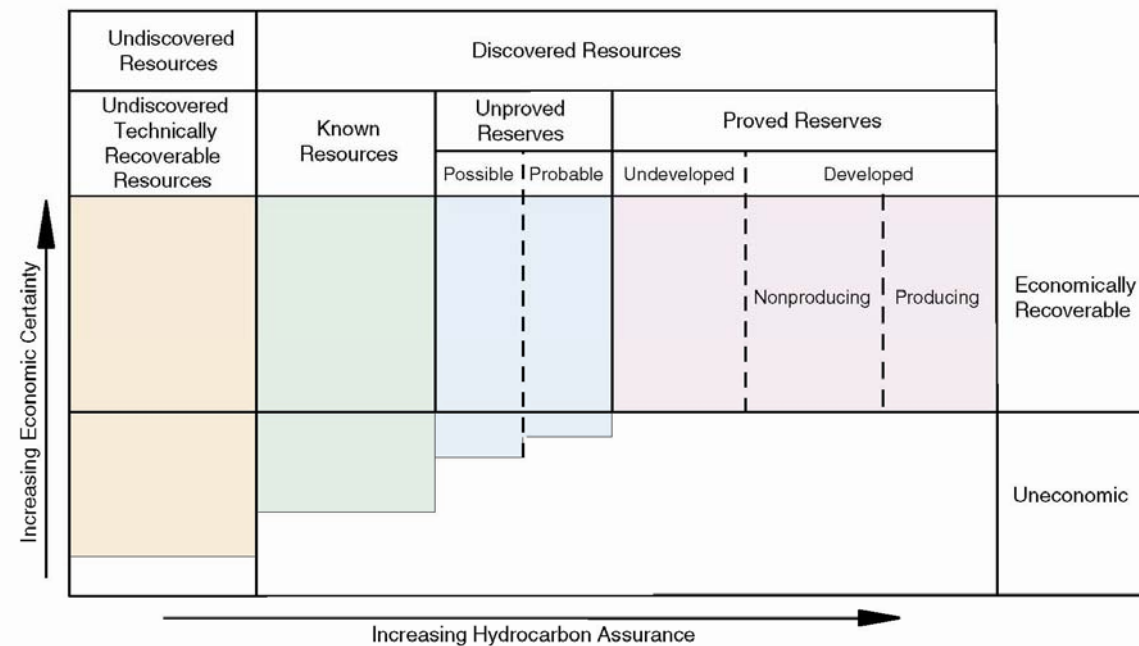 Undiscovered
Resources
Discovered Resources
Undiscovered
Technically
Recoverable
Resources
Known
Resources
Unproved
Reserves
Proved Reserves
Possible
Probable
Undeveloped
Developed
Increasing Economic Certainty
Nonproducing
Producing
Economically
Recoverable
Uneconomic
Increasing Hydrocarbon Assurance